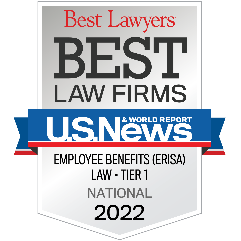 Best Lawyers
BEST
LAW FIRMS
U.S.News
& WORLD REPORT
EMPLOYEE BENEFITS (ERISA)
LAW - TIER 1
NATIONAL
2022